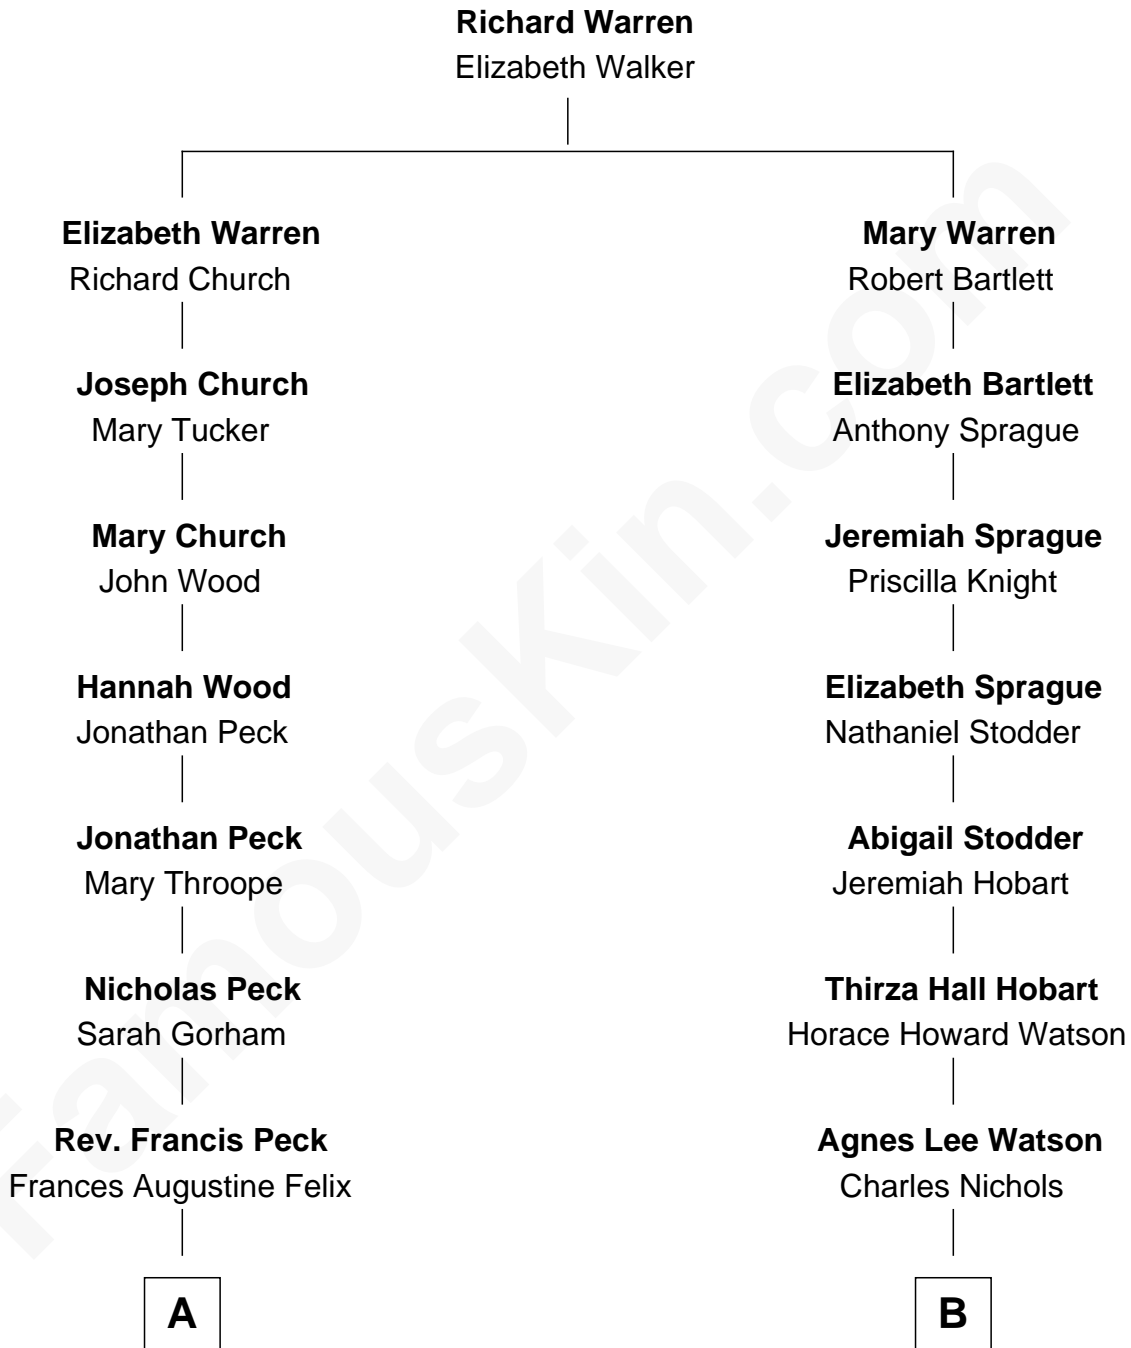 Richard Warren
Elizabeth Walker
Elizabeth Warren
Richard Church
Joseph Church
Mary Tucker
Mary Church
John Wood
Hannah Wood
Jonathan Peck
Jonathan Peck
Mary Throope
Nicholas Peck
Sarah Gorham
Rev. Francis Peck
Frances Augustine Felix
A
Mary Warren
Robert Bartlett
Elizabeth Bartlett
Anthony Sprague
Jeremiah Sprague
Priscilla Knight
Elizabeth Sprague
Nathaniel Stodder
Abigail Stodder
Jeremiah Hobart
Thirza Hall Hobart
Horace Howard Watson
Agnes Lee Watson
Charles Nichols
B
FamousKin.com